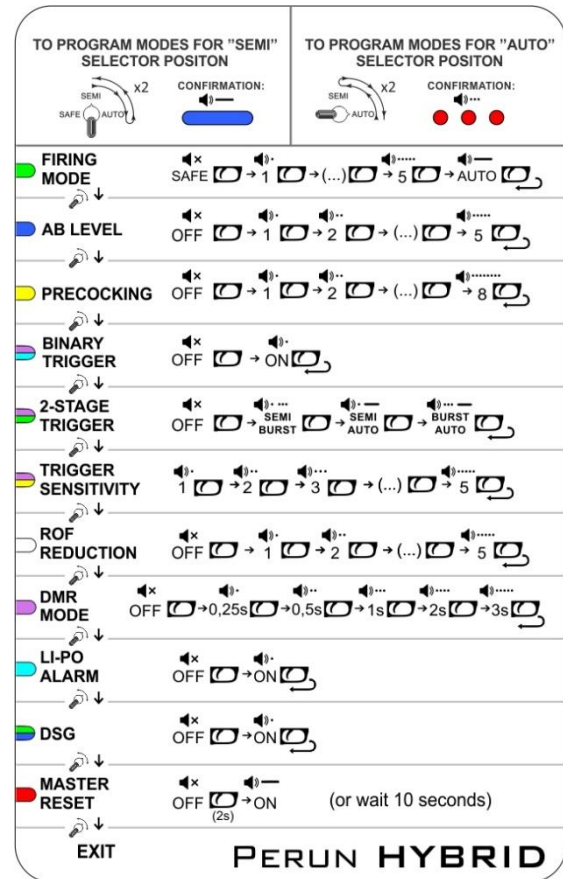 TO PROGRAM MODES FOR "SEMI"
SELECTOR POSITON
SEMI
SAFE
AUTO
x2
CONFIRMATION:
TO PROGRAM MODES FOR "AUTO"
SELECTOR POSITON
SEMI
AUTO
x2
CONFIRMATION:
FIRING
MODE
SAFE → 1 → (...) → 5 → AUTO
AB LEVEL
OFF → 1 → 2 → (...) → 5
PRECOCKING
OFF → 1 → 2 → (...) → 8
BINARY
TRIGGER
OFF → ON
2-STAGE
TRIGGER
OFF → SEMI BURST → SEMI AUTO → BURST AUTO
TRIGGER
SENSITIVITY
1 → 2 → 3 → (...) → 5
ROF
REDUCTION
OFF → 1 → 2 → (...) → 5
DMR
MODE
OFF → 0,25s → 0,5s → 1s → 2s → 3s
LI-PO
ALARM
OFF → ON
DSG
OFF → ON
MASTER
RESET
OFF → ON (or wait 10 seconds)
(2s)
EXIT
PERUN HYBRID